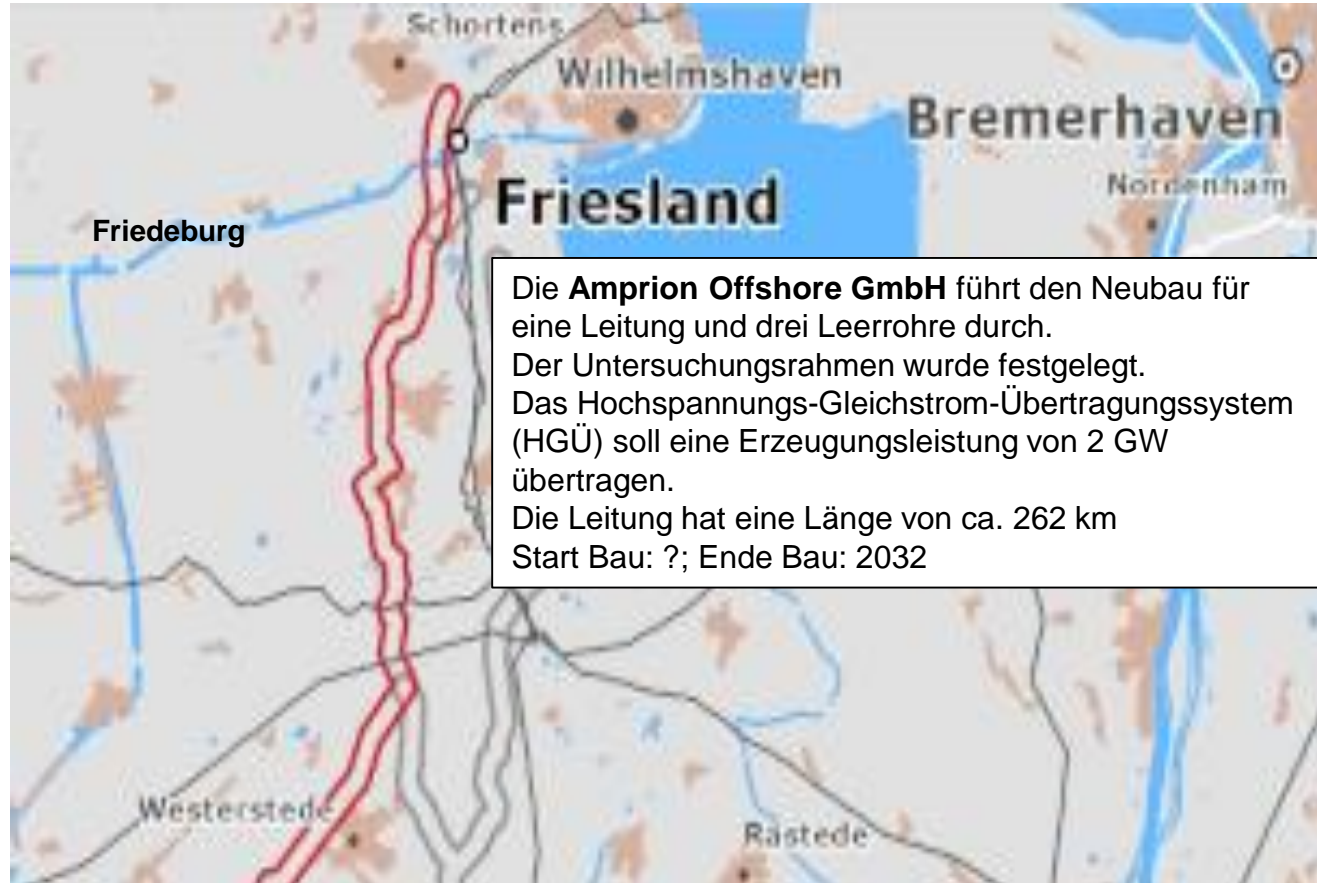 Schortens
Wilhelmshaven
Bremerhaven
Nordenham
Friesland
Friedeburg
Die Amprion Offshore GmbH führt den Neubau für
eine Leitung und drei Leerrohre durch.
Der Untersuchungsrahmen wurde festgelegt.
Das Hochspannungs-Gleichstrom-Übertragungssystem
(HGÜ) soll eine Erzeugungsleistung von 2 GW
übertragen.
Die Leitung hat eine Länge von ca. 262 km
Start Bau: ?; Ende Bau: 2032
Westerstede
Rastede